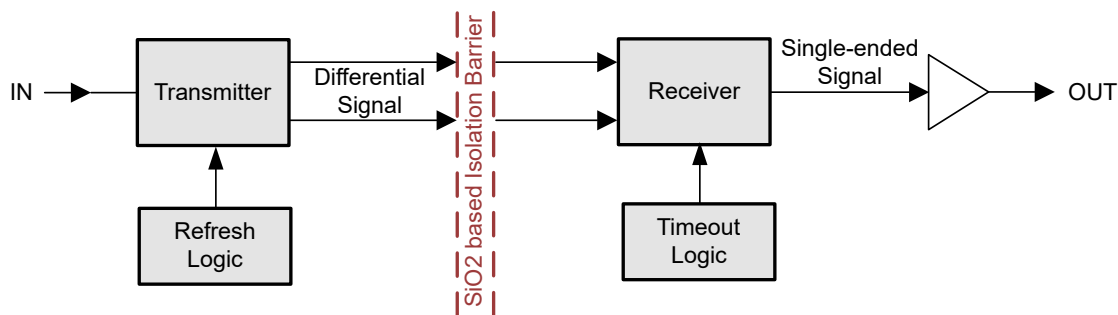 IN
Transmitter
Differential
Signal
SiO2 based Isolation Barrier
Receiver
Single-ended
Signal
OUT
Refresh
Logic
Timeout
Logic